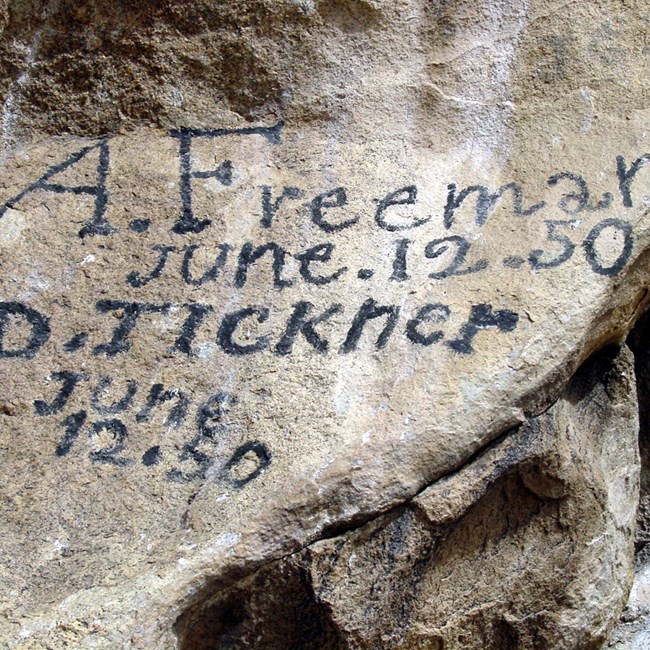 A. Freeman
June. 12. 50
D. Tickner
June
12. 50